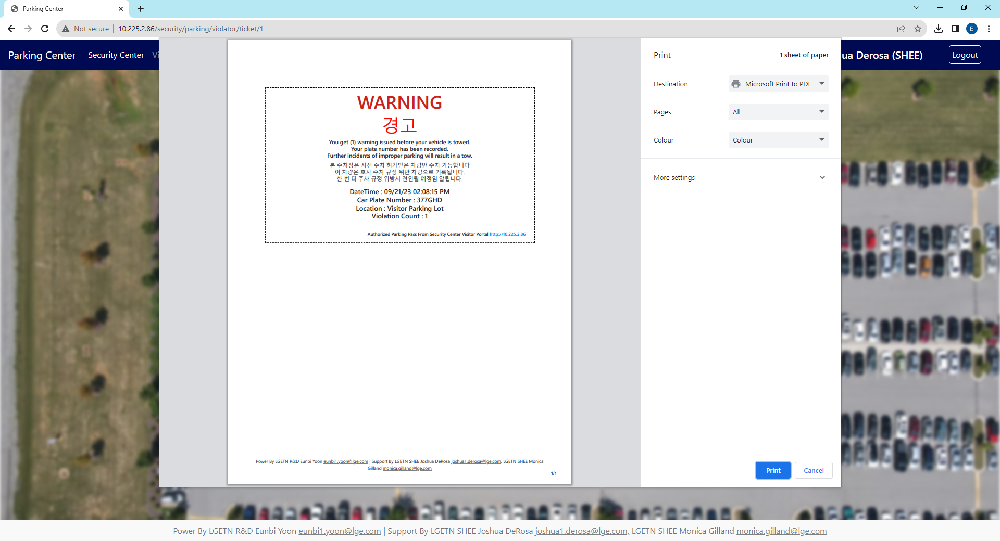 Parking Center
Not secure | 10.225.2.86/security/parking/violator/ticket/1
E
Parking Center Security Center Vi
ua Derosa (SHEE) Logout
WARNING
경고
You get (1) warning issued before your vehicle is towed.
Your plate number has been recorded.
Further incidents of improper parking will result in a tow.
본 주차장은 사전 주차 허가받은 차량만 주차 가능합니다
이 차량은 호사 주차 규정 위반 차량으로 기록됩니다.
한 번 더 주차 규정 위방시 견인될 예정임 알립니다.
DateTime : 09/21/23 02:08:15 PM
Car Plate Number : 377GHD
Location : Visitor Parking Lot
Violation Count : 1
Authorized Parking Pass From Security Center Visitor Portal http://10.225.2.86
Power By LGETN R&D Eunbi Yoon eunbi1.yoon@lge.com | Support By LGETN SHEE Joshua DeRosa joshua1.derosa@lge.com, LGETN SHEE Monica
Gilland monica.gilland@lge.com
1/1
Print 1 sheet of paper
Destination Microsoft Print to PDF
Pages All
Colour Colour
More settings
Print Cancel
Power By LGETN R&D Eunbi Yoon eunbi1.yoon@lge.com | Support By LGETN SHEE Joshua DeRosa joshua1.derosa@lge.com, LGETN SHEE Monica Gilland monica.gilland@lge.com